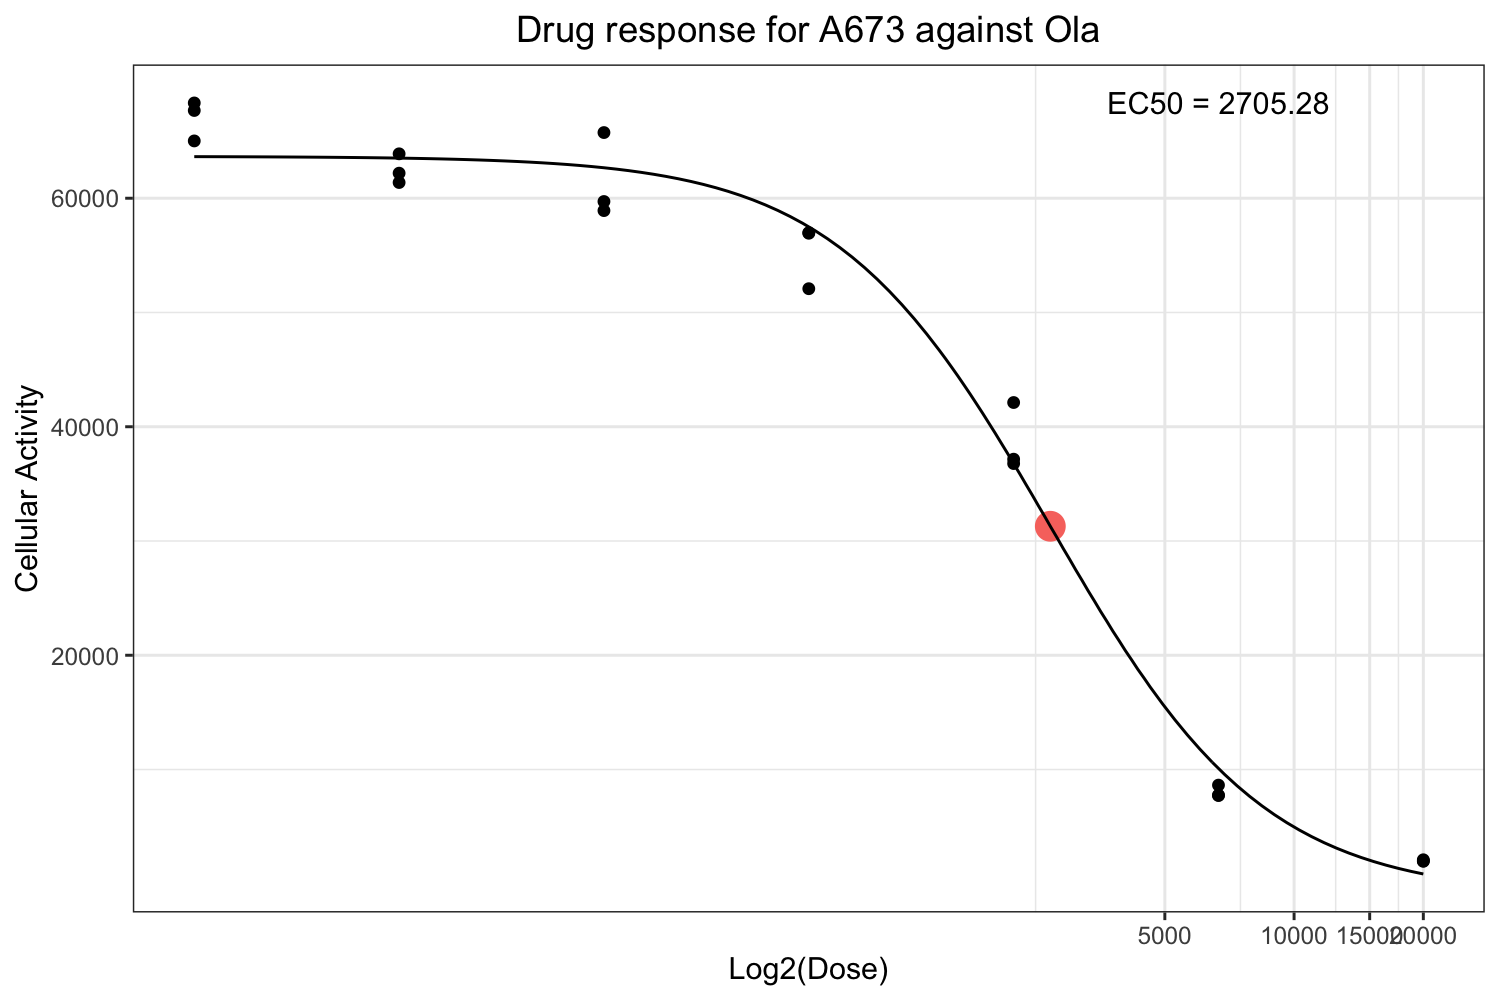 Drug response for A673 against Ola
EC50 = 2705.28
60000
40000
20000
Cellular Activity
5000
10000
15000
20000
Log2(Dose)